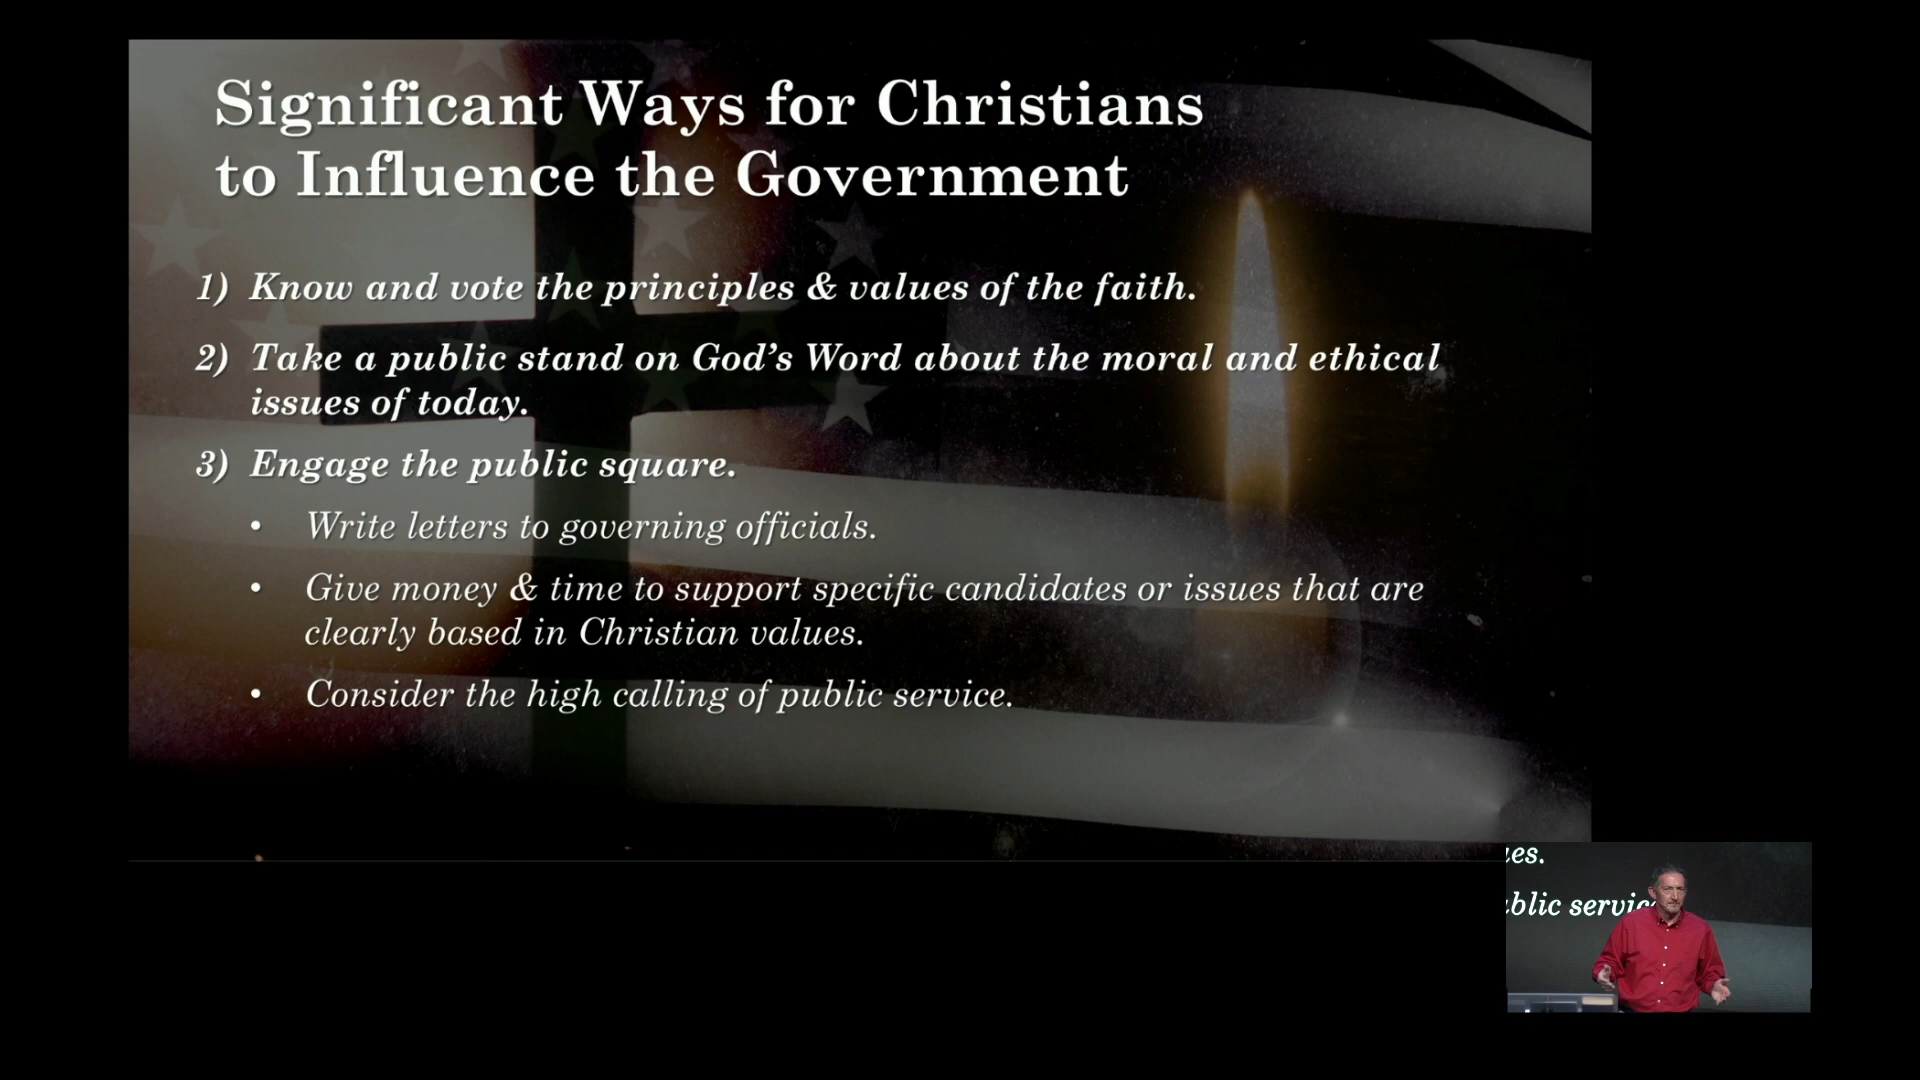 Significant Ways for Christians
to Influence the Government
1) Know and vote the principles & values of the faith.
2) Take a public stand on God’s Word about the moral and ethical
issues of today.
3) Engage the public square.
• Write letters to governing officials.
• Give money & time to support specific candidates or issues that are
clearly based in Christian values.
• Consider the high calling of public service.
es.
blic servic